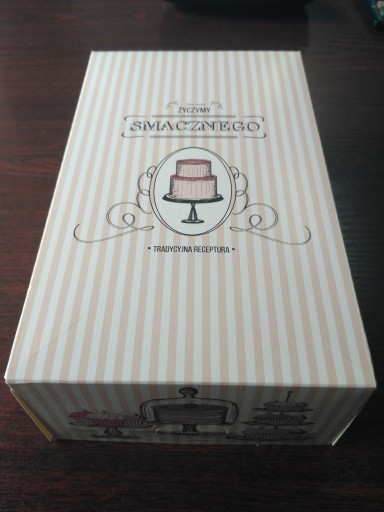 ŻYCZYMY
SMACZNEGO
• TRADYCYJNA RECEPTURA •